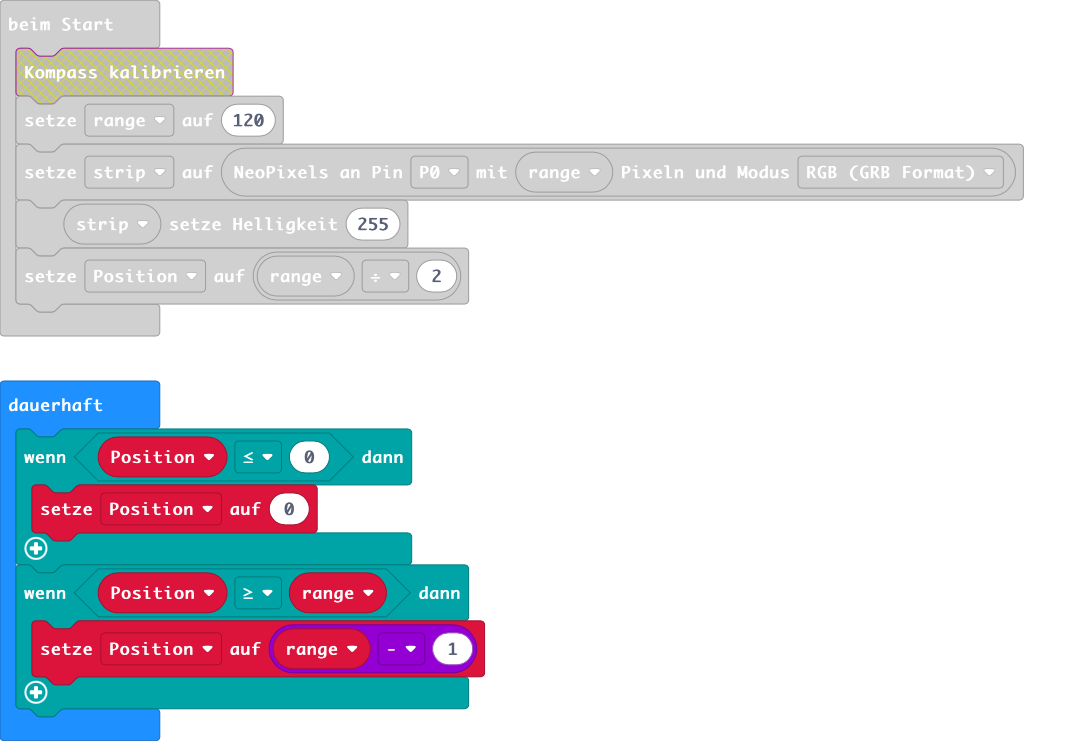 beim Start
Kompass kalibrieren
setze range auf 120
setze strip auf NeoPixels an Pin P0 mit range Pixeln und Modus RGB (GRB Format)
strip setze Helligkeit 255
setze Position auf range ÷ 2
dauerhaft
wenn Position ≤ 0 dann
setze Position auf 0
wenn Position ≥ range dann
setze Position auf range - 1